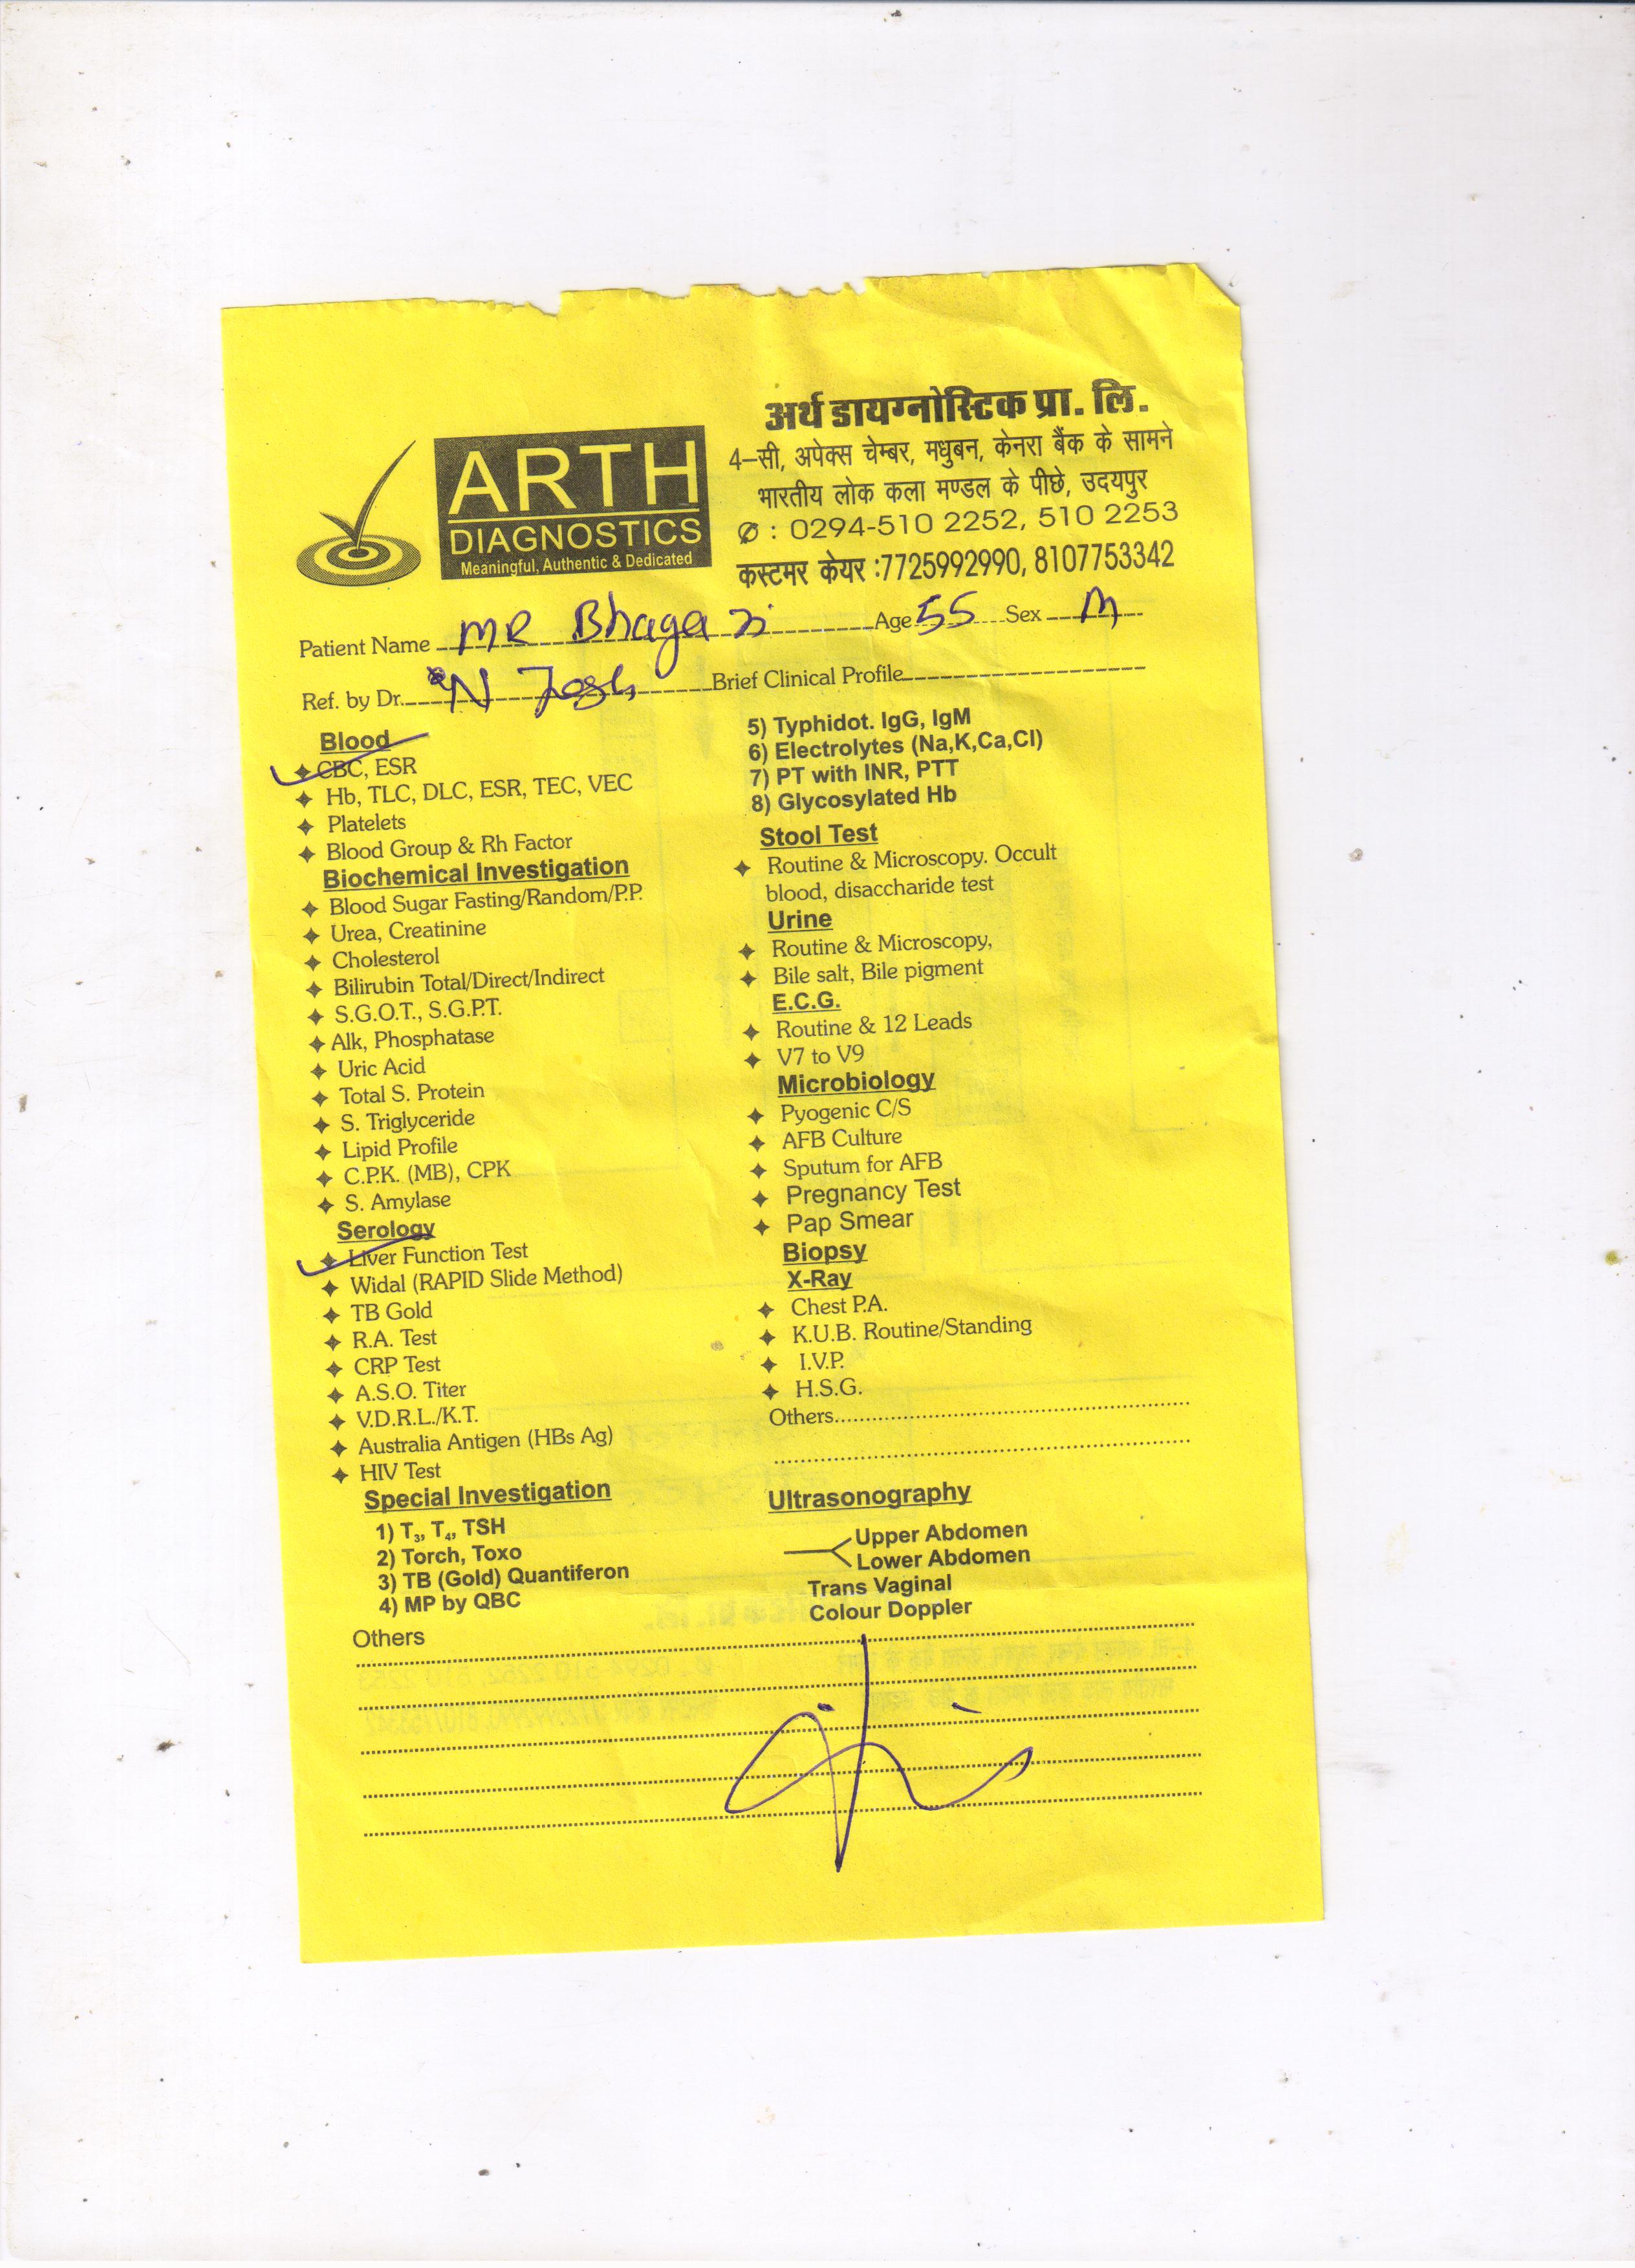 अर्थ डायग्नोस्टिक प्रा. लि.
4-सी, अपेक्स चेम्बर, मधुबन, केनरा बैंक के सामने
भारतीय लोक कला मण्डल के पीछे, उदयपुर
✆ : 0294-510 2252, 510 2253
कस्टमर केयर :7725992990, 8107753342
ARTH
DIAGNOSTICS
Meaningful, Authentic & Dedicated
Patient Name MR Bhaga Age 55 Sex M
Ref. by Dr. N Joshi Brief Clinical Profile
Blood
CBC, ESR
Hb, TLC, DLC, ESR, TEC, VEC
Platelets
Blood Group & Rh Factor
Biochemical Investigation
Blood Sugar Fasting/Random/P.P.
Urea, Creatinine
Cholesterol
Bilirubin Total/Direct/Indirect
S.G.O.T., S.G.P.T.
Alk, Phosphatase
Uric Acid
Total S. Protein
S. Triglyceride
Lipid Profile
C.P.K. (MB), CPK
S. Amylase
Serology
Liver Function Test
Widal (RAPID Slide Method)
TB Gold
R.A. Test
CRP Test
A.S.O. Titer
V.D.R.L./K.T.
Australia Antigen (HBs Ag)
HIV Test
Special Investigation
1) T₃, T₄, TSH
2) Torch, Toxo
3) TB (Gold) Quantiferon
4) MP by QBC
5) Typhidot. IgG, IgM
6) Electrolytes (Na,K,Ca,Cl)
7) PT with INR, PTT
8) Glycosylated Hb
Stool Test
Routine & Microscopy. Occult
blood, disaccharide test
Urine
Routine & Microscopy,
Bile salt, Bile pigment
E.C.G.
Routine & 12 Leads
V7 to V9
Microbiology
Pyogenic C/S
AFB Culture
Sputum for AFB
Pregnancy Test
Pap Smear
Biopsy
X-Ray
Chest P.A.
K.U.B. Routine/Standing
I.V.P.
H.S.G.
Others
Ultrasonography
Upper Abdomen
Lower Abdomen
Trans Vaginal
Colour Doppler
Others